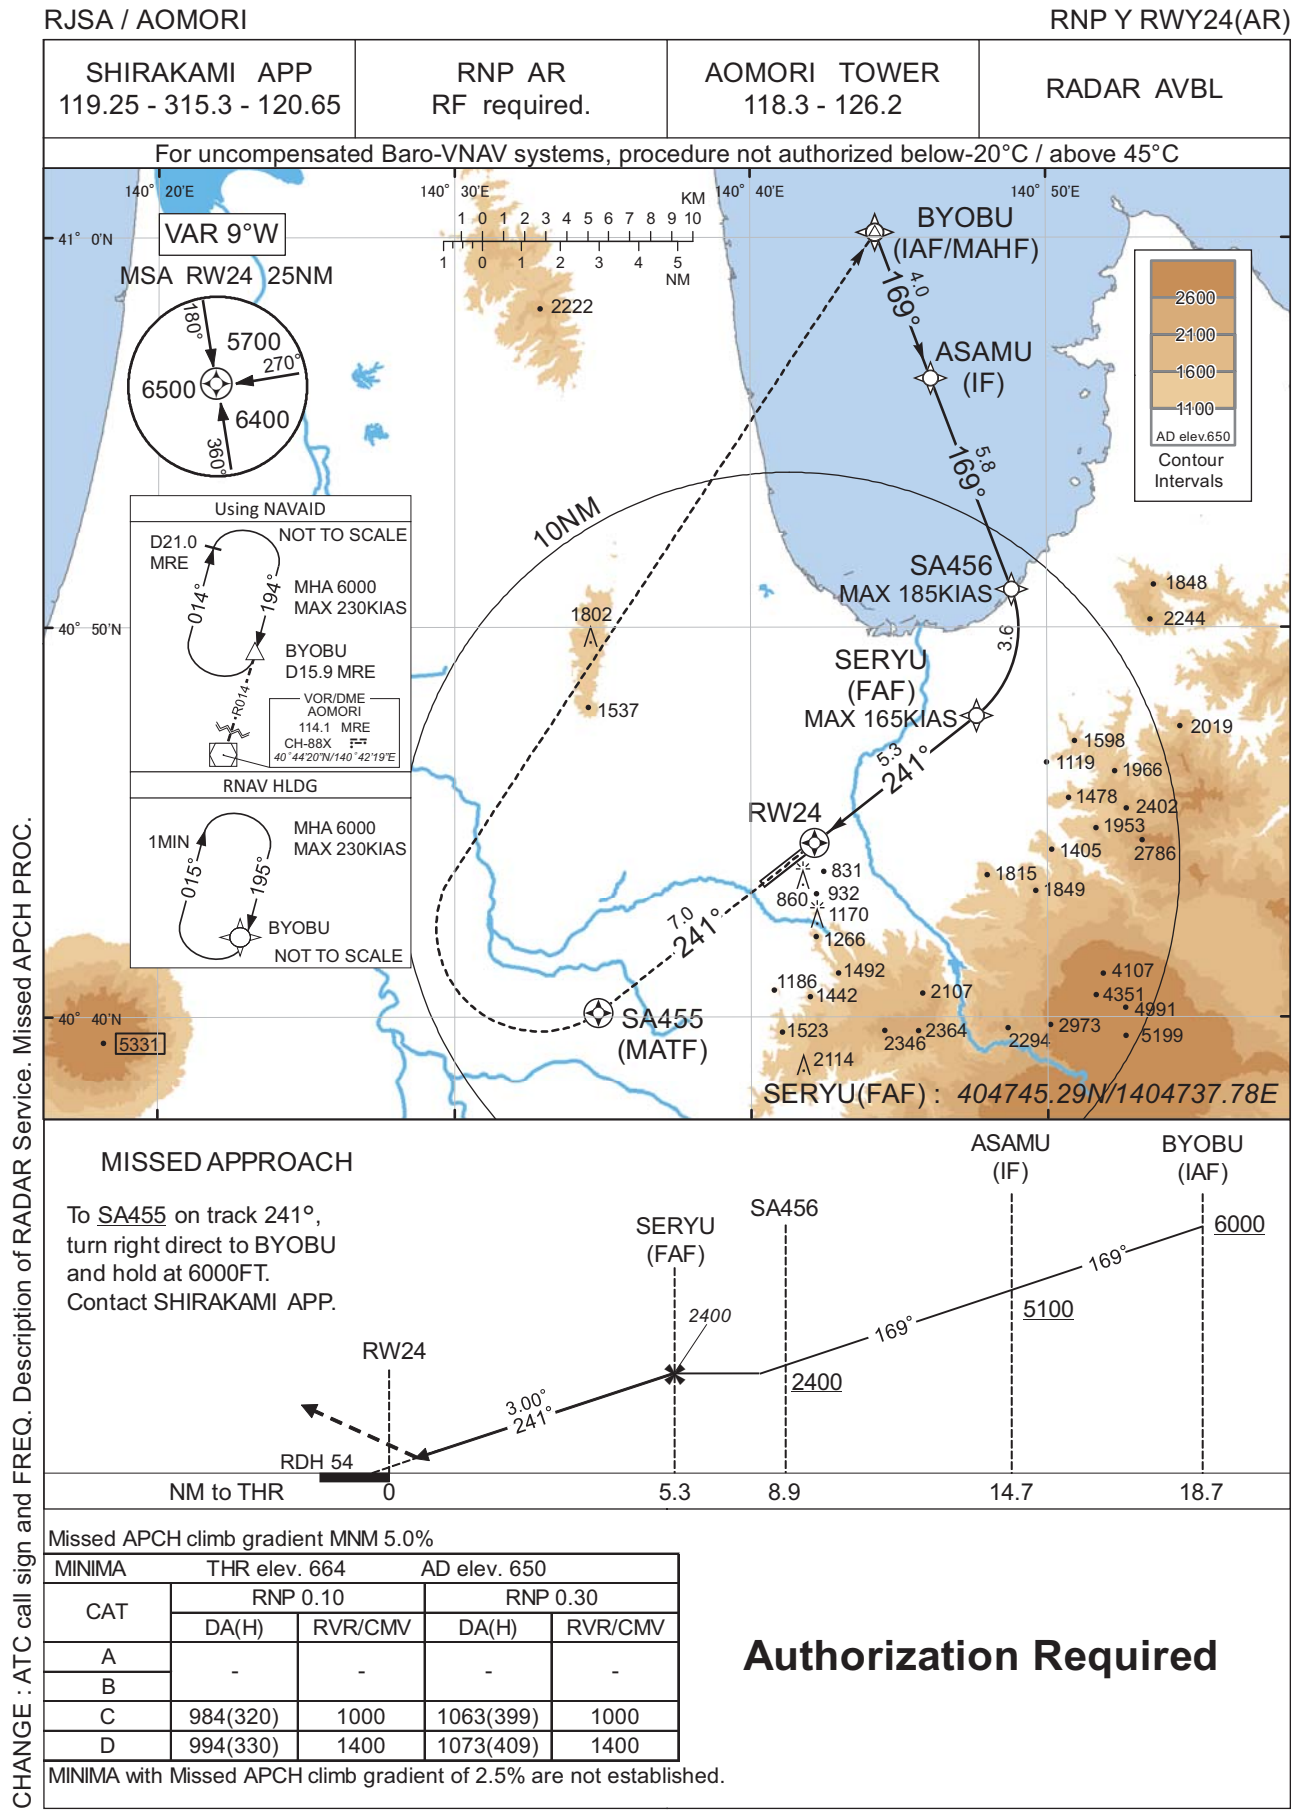 RJSA / AOMORI
RNP Y RWY24(AR)
SHIRAKAMI APP
119.25 - 315.3 - 120.65
RNP AR
RF required.
AOMORI TOWER
118.3 - 126.2
RADAR AVBL
For uncompensated Baro-VNAV systems, procedure not authorized below-20°C / above 45°C
140° 20'E
140° 30'E
140° 40'E
140° 50'E
41° 0'N
40° 50'N
40° 40'N
VAR 9°W
MSA RW24 25NM
180°
5700
270°
6500
6400
360°
KM
1 0 1 2 3 4 5 6 7 8 9 10
1 0 1 2 3 4 5
NM
2222
BYOBU
(IAF/MAHF)
4.0
169°
ASAMU
(IF)
5.8
169°
2600
2100
1600
1100
AD elev.650
Contour
Intervals
10NM
SA456
MAX 185KIAS
3.6
SERYU
(FAF)
MAX 165KIAS
5.3
241°
RW24
7.0
241°
SA455
(MATF)
Using NAVAID
NOT TO SCALE
D21.0
MRE
014°
194°
MHA 6000
MAX 230KIAS
BYOBU
D15.9 MRE
R014
VOR/DME
AOMORI
114.1 MRE
CH-88X
40°44'20"N/140°42'19"E
RNAV HLDG
1MIN
015°
195°
MHA 6000
MAX 230KIAS
BYOBU
NOT TO SCALE
1802
1537
1848
2244
2019
1598
1119
1966
1478
2402
1953
1405
2786
1815
1849
831
860
932
1170
1266
1492
1186
1442
2107
1523
2346
2364
2114
2294
2973
4107
4351
4991
5199
5331
SERYU(FAF) : 404745.29N/1404737.78E
MISSED APPROACH
To SA455 on track 241°,
turn right direct to BYOBU
and hold at 6000FT.
Contact SHIRAKAMI APP.
RW24
SERYU
(FAF)
SA456
ASAMU
(IF)
BYOBU
(IAF)
6000
169°
5100
169°
2400
2400
3.00°
241°
RDH 54
NM to THR
0
5.3
8.9
14.7
18.7
Missed APCH climb gradient MNM 5.0%
MINIMA THR elev. 664 AD elev. 650
CAT RNP 0.10 RNP 0.30
DA(H) RVR/CMV DA(H) RVR/CMV
A
- - - -
B
C 984(320) 1000 1063(399) 1000
D 994(330) 1400 1073(409) 1400
MINIMA with Missed APCH climb gradient of 2.5% are not established.
Authorization Required
CHANGE : ATC call sign and FREQ. Description of RADAR Service. Missed APCH PROC.